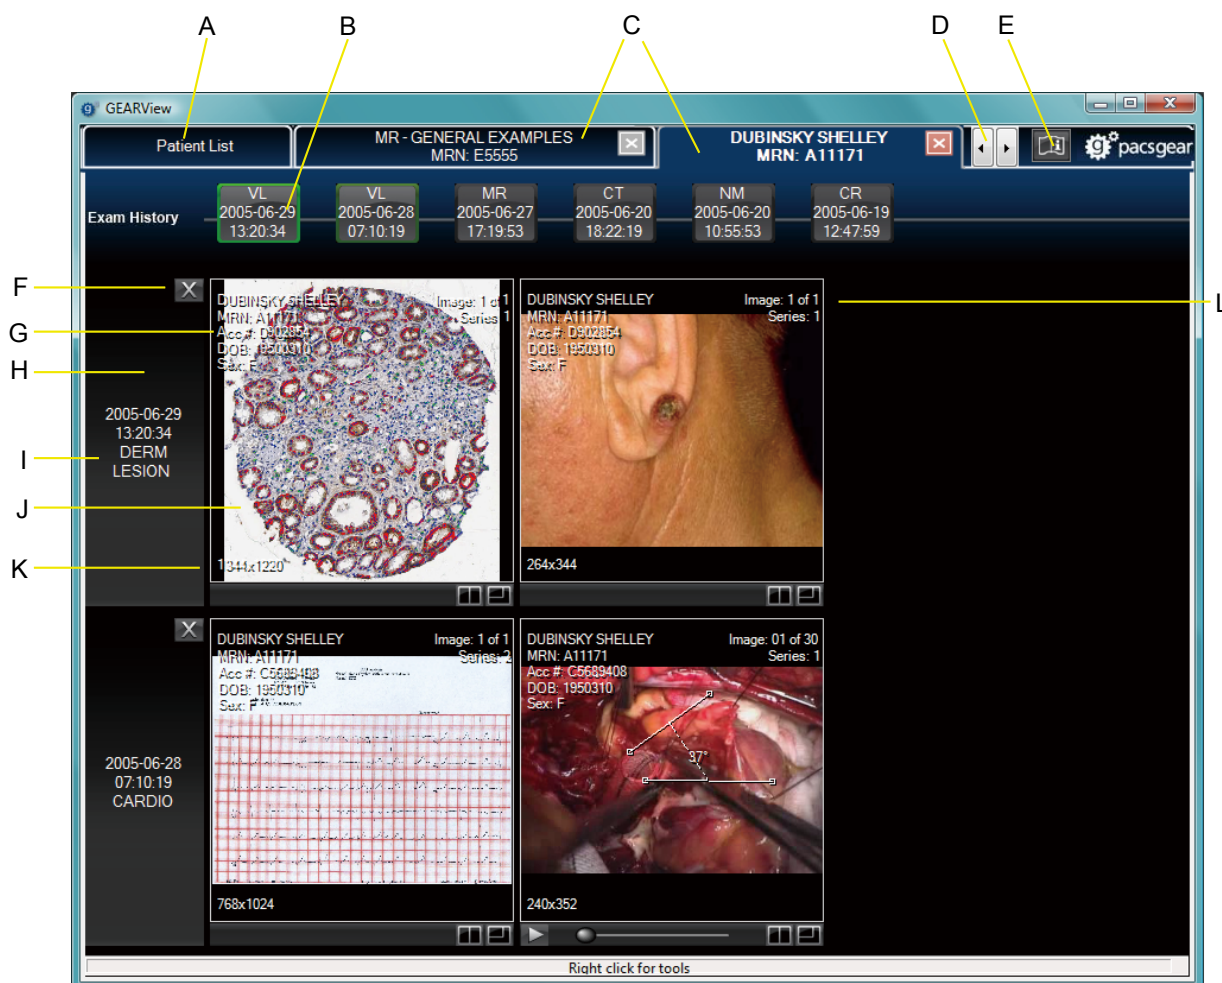 A B C D E
GEARView
Patient List
MR - GENERAL EXAMPLES
MRN: E5555
DUBINSKY SHELLEY
MRN: A11171
pacsgear
Exam History
VL
2005-06-29
13:20:34
VL
2005-06-28
07:10:19
MR
2005-06-27
17:19:53
CT
2005-06-20
18:22:19
NM
2005-06-20
10:55:53
CR
2005-06-19
12:47:59
F
G
H
I
J
K
L
X
2005-06-29
13:20:34
DERM
LESION
DUBINSKY SHELLEY
MRN: A11171
Acc #: D902854
DOB: 19500310
Sex: F
Image: 1 of 1
Series: 1
1344x1220
DUBINSKY SHELLEY
MRN: A11171
Acc #: D902854
DOB: 19500310
Sex: F
Image: 1 of 1
Series: 1
264x344
X
2005-06-28
07:10:19
CARDIO
DUBINSKY SHELLEY
MRN: A11171
Acc #: C5689408
DOB: 19500310
Sex: F
Image: 1 of 1
Series: 2
768x1024
DUBINSKY SHELLEY
MRN: A11171
Acc #: C5689408
DOB: 19500310
Sex: F
Image: 01 of 30
Series: 1
37°
240x352
Right click for tools